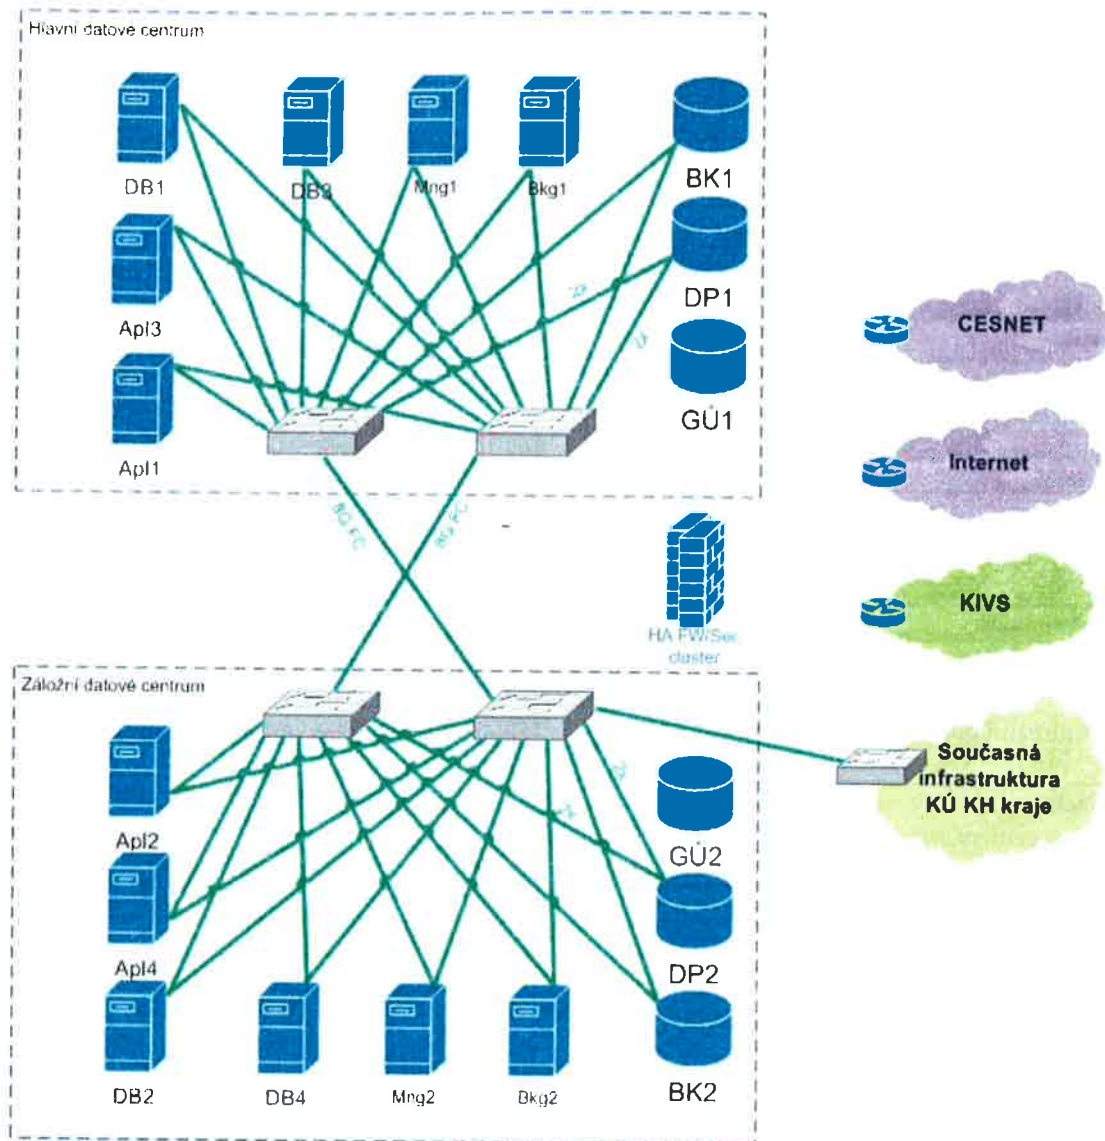 Hlavní datové centrum
DB1
DB3
Mng1
Bkg1
BK1
Apl3
DP1
Apl1
GÚ1
CESNET
Internet
KIVS
8G FC
8G FC
HA FW/Sec
cluster
Záložní datové centrum
Současná
infrastruktura
KÚ KH kraje
Apl2
GÚ2
Apl4
DP2
DB2
DB4
Mng2
Bkg2
BK2